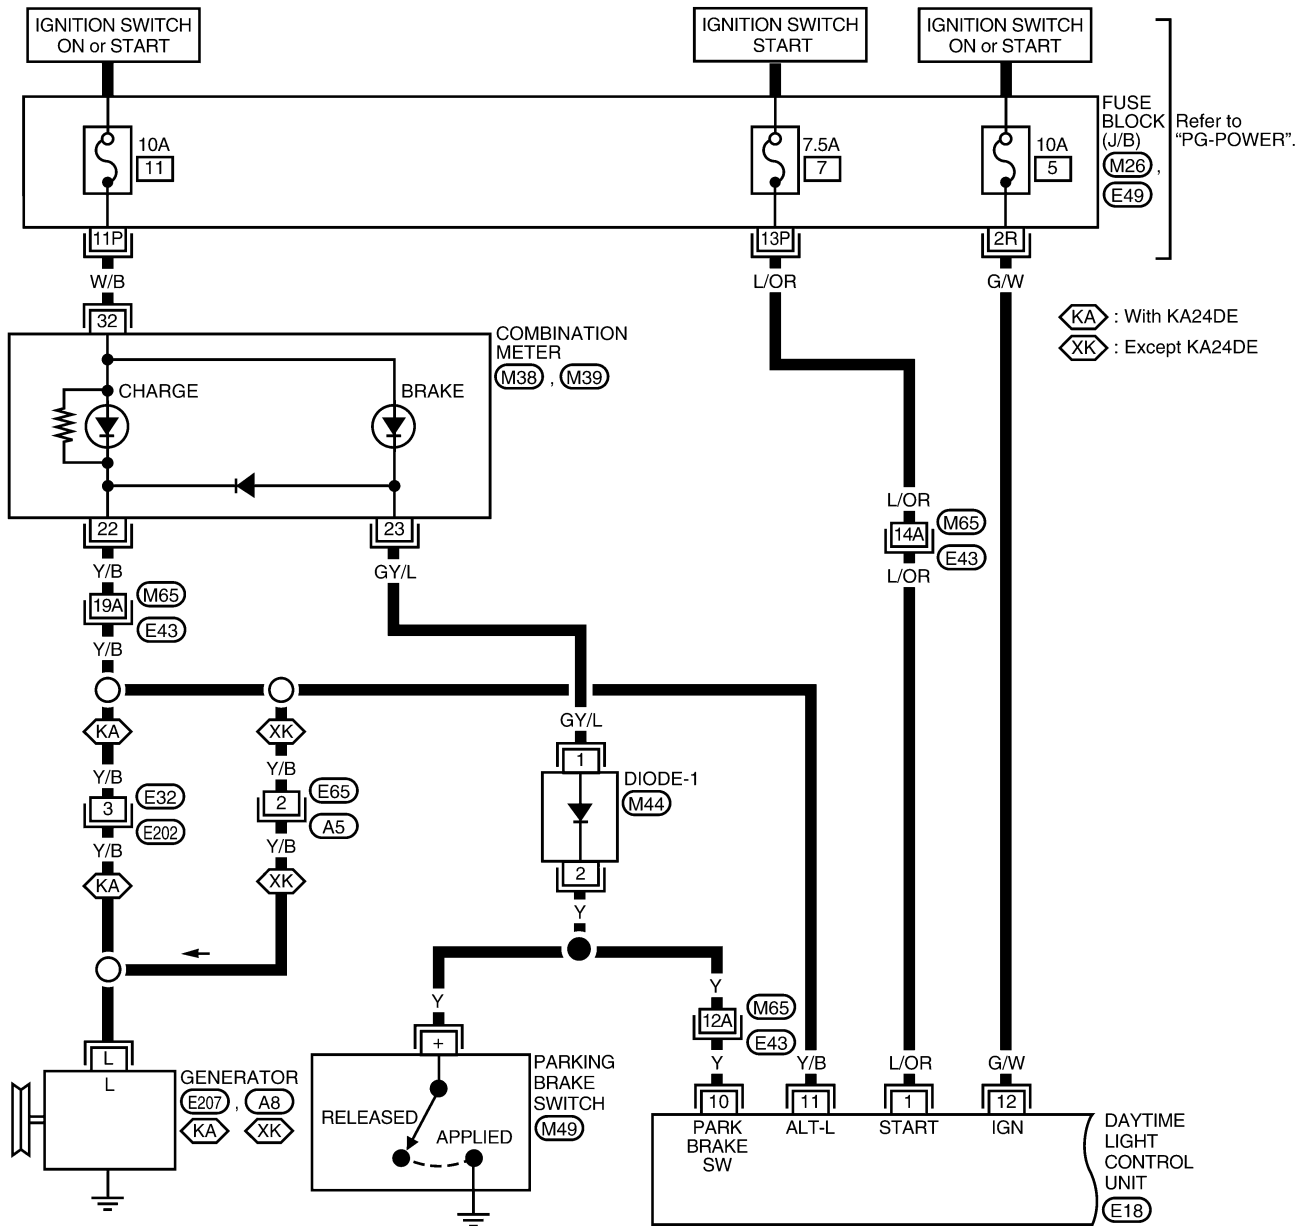 IGNITION SWITCH
ON or START
IGNITION SWITCH
START
IGNITION SWITCH
ON or START
FUSE
BLOCK
(J/B)
M26 ,
E49
Refer to
“PG-POWER”.
10A
11
7.5A
7
10A
5
11P
13P
2R
W/B
L/OR
G/W
KA : With KA24DE
XK : Except KA24DE
32
COMBINATION
METER
M38 , M39
CHARGE
BRAKE
22
23
Y/B
GY/L
L/OR
14A
M65
E43
L/OR
19A
M65
E43
Y/B
KA
XK
GY/L
Y/B
Y/B
1
DIODE-1
M44
3
E32
E202
2
E65
A5
Y/B
Y/B
KA
XK
2
Y
Y
Y
12A
M65
E43
+
L
L
GENERATOR
E207 , A8
KA
XK
PARKING
BRAKE
SWITCH
M49
RELEASED
APPLIED
Y
Y/B
L/OR
G/W
10
11
1
12
PARK
BRAKE
SW
ALT-L
START
IGN
DAYTIME
LIGHT
CONTROL
UNIT
E18